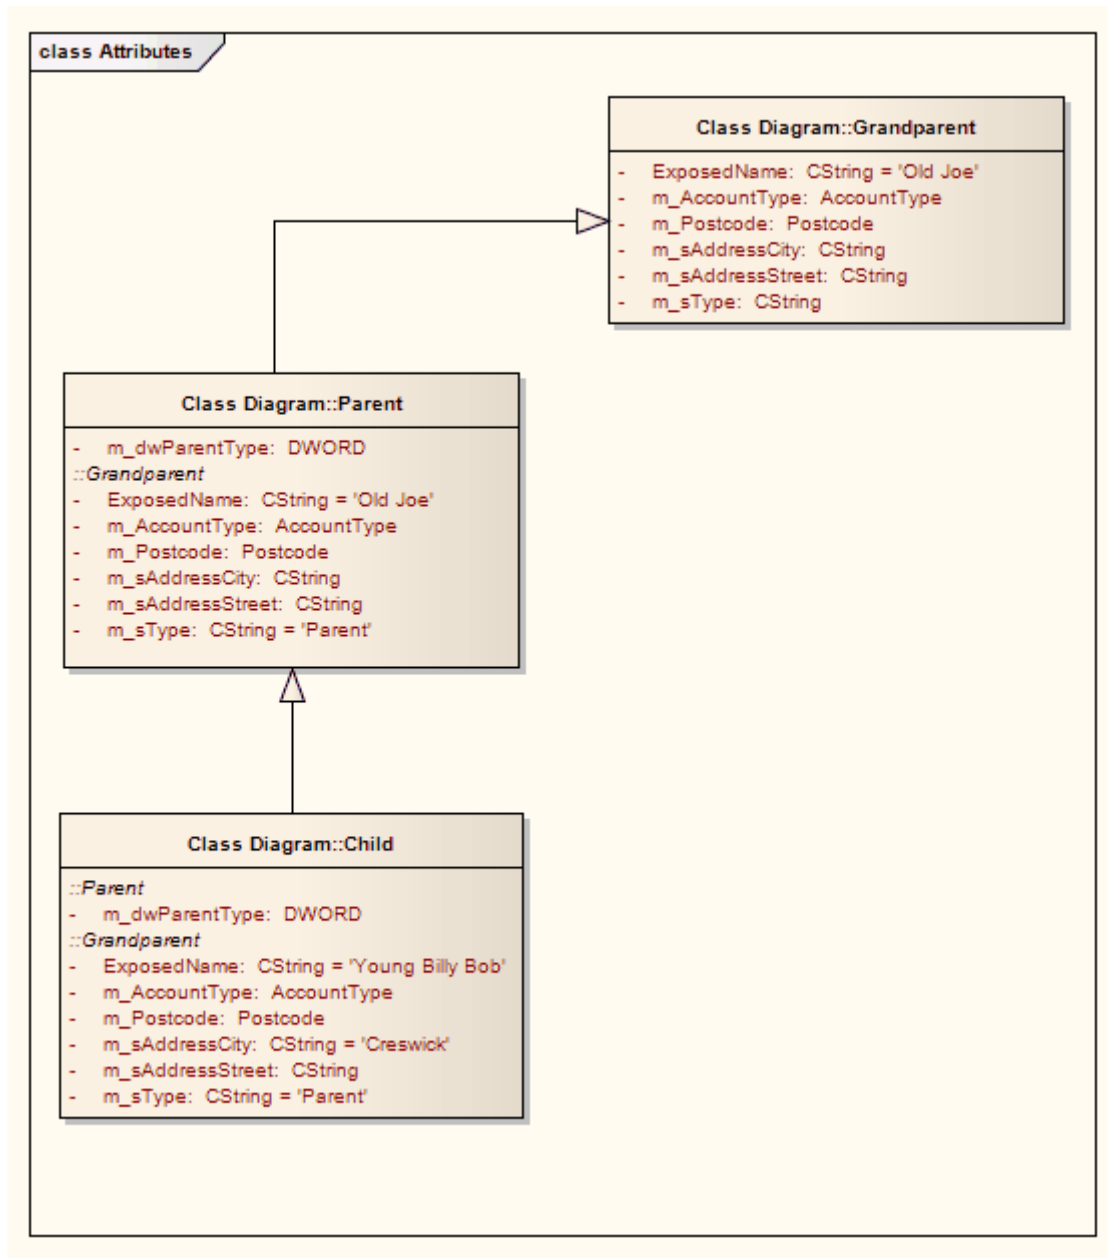 class Attributes
Class Diagram::Grandparent
- ExposedName: CString = 'Old Joe'
- m_AccountType: AccountType
- m_Postcode: Postcode
- m_sAddressCity: CString
- m_sAddressStreet: CString
- m_sType: CString
Class Diagram::Parent
- m_dwParentType: DWORD
::Grandparent
- ExposedName: CString = 'Old Joe'
- m_AccountType: AccountType
- m_Postcode: Postcode
- m_sAddressCity: CString
- m_sAddressStreet: CString
- m_sType: CString = 'Parent'
Class Diagram::Child
::Parent
- m_dwParentType: DWORD
::Grandparent
- ExposedName: CString = 'Young Billy Bob'
- m_AccountType: AccountType
- m_Postcode: Postcode
- m_sAddressCity: CString = 'Creswick'
- m_sAddressStreet: CString
- m_sType: CString = 'Parent'